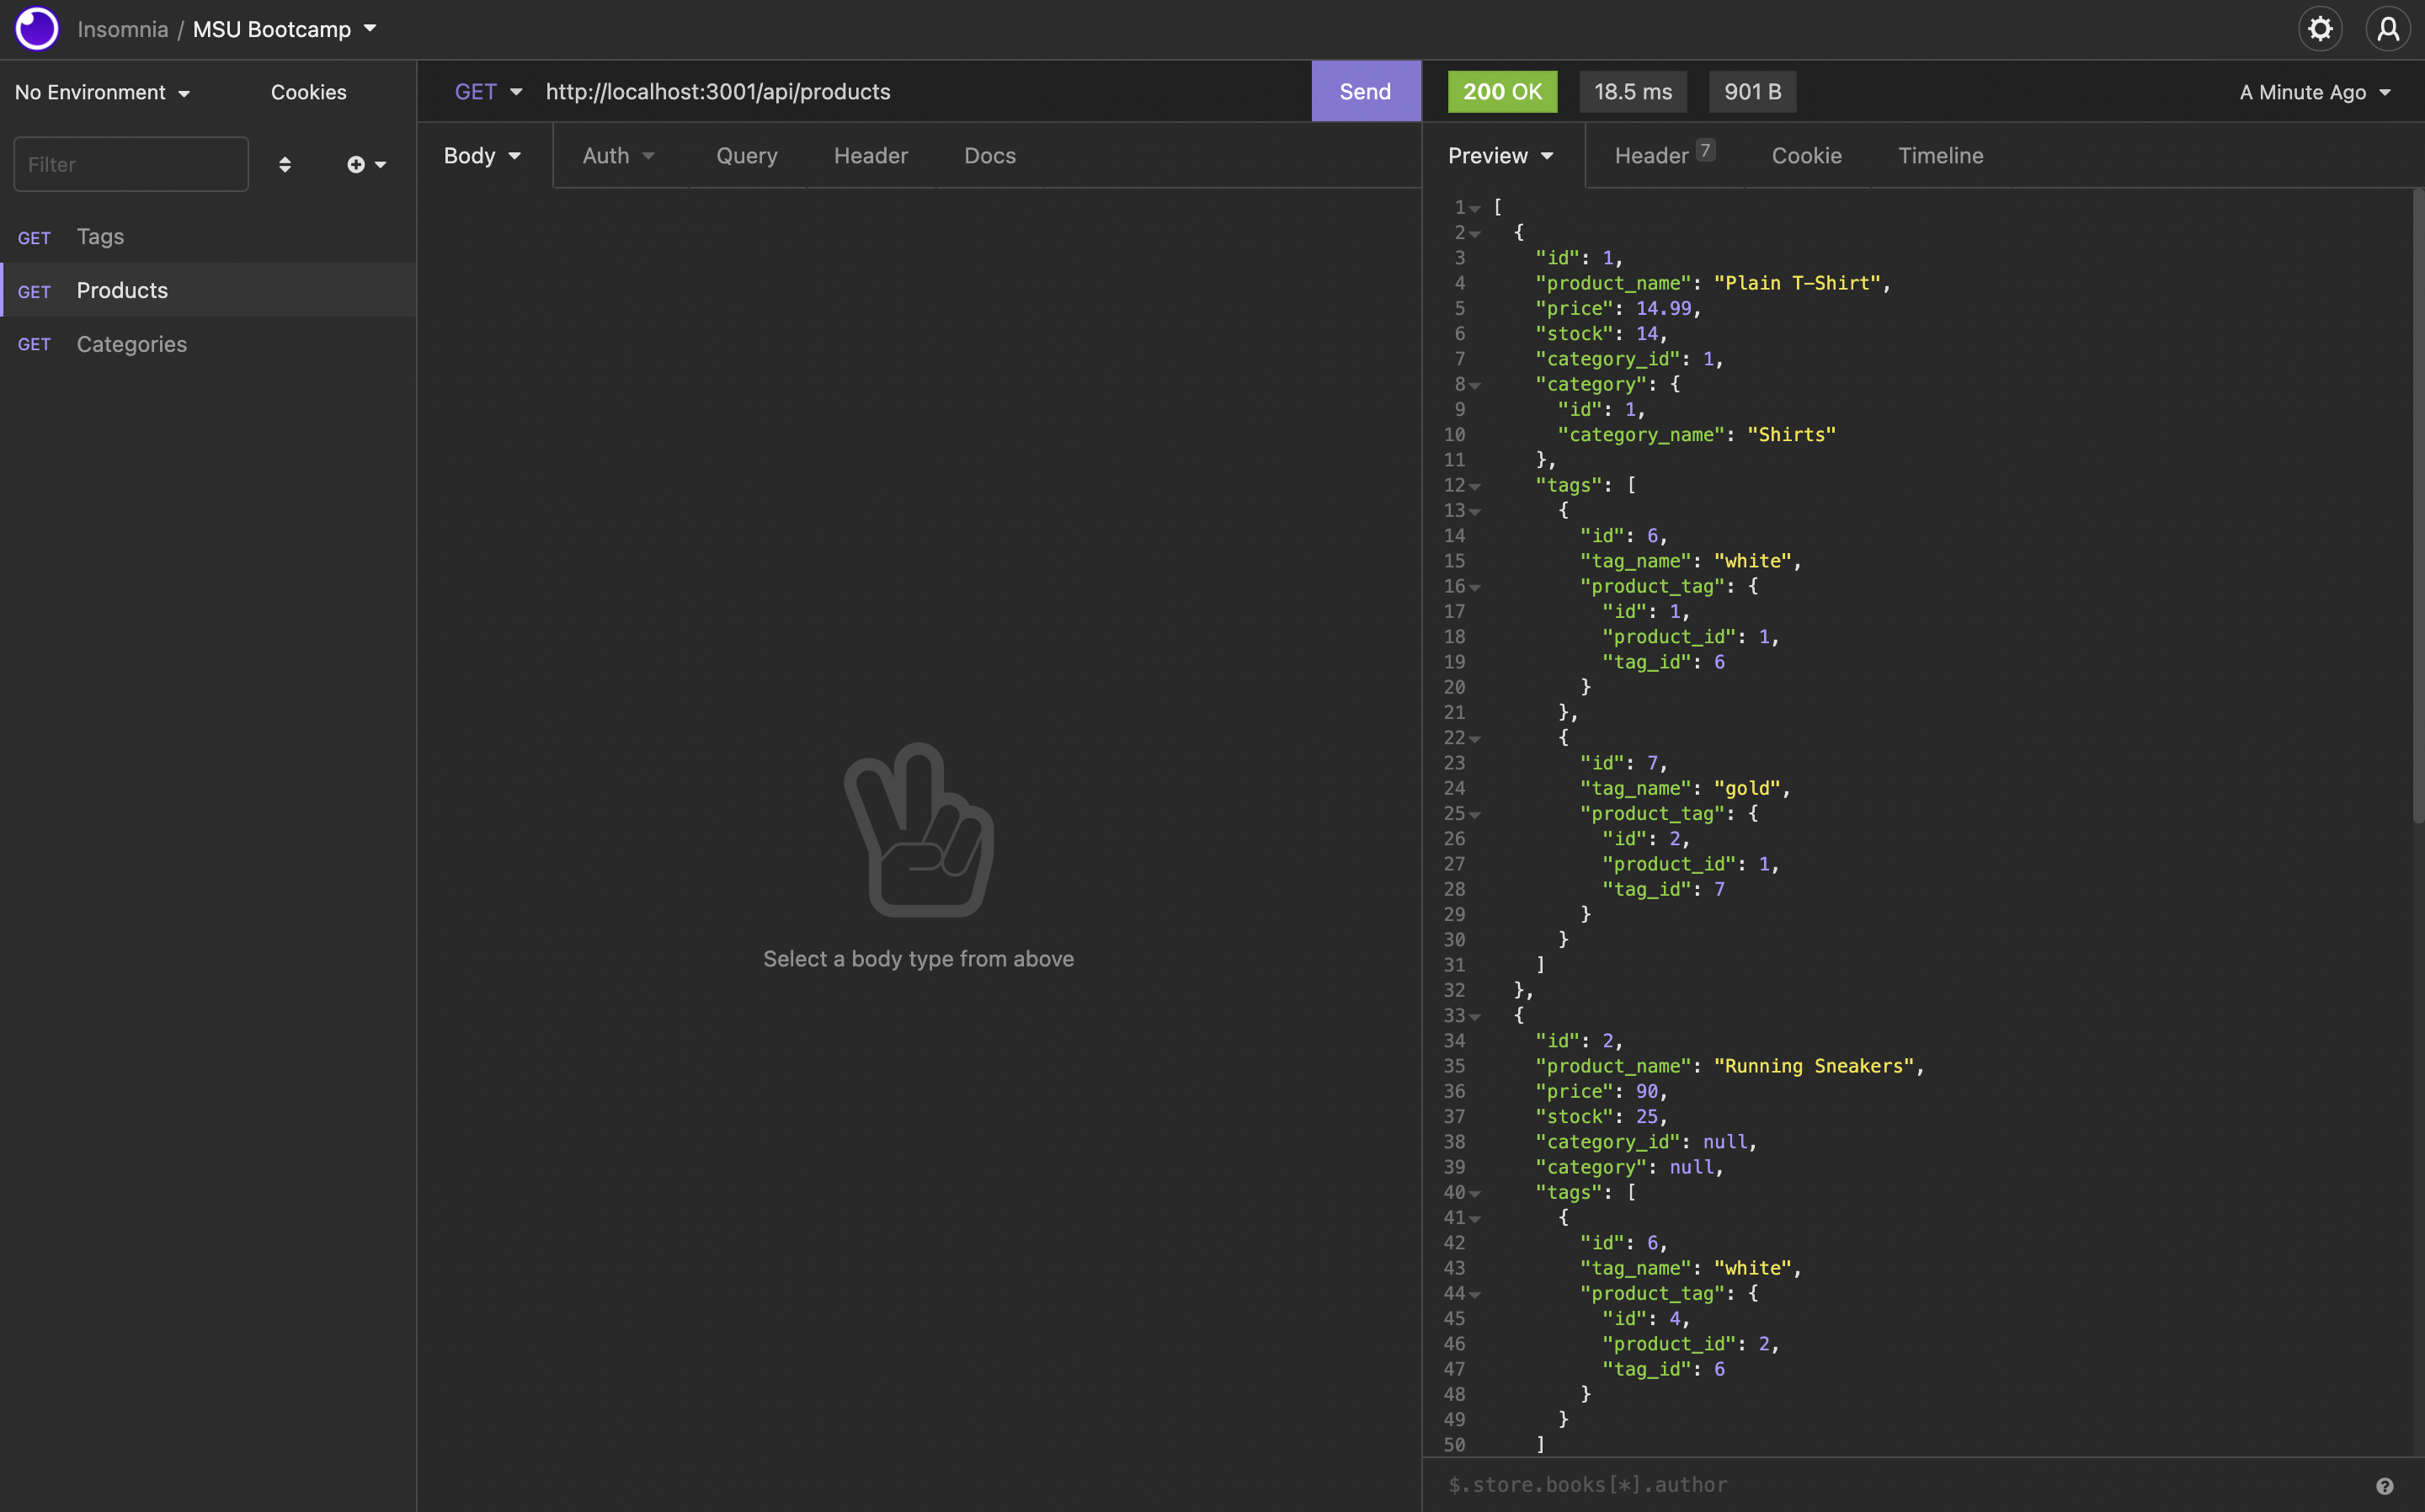 Insomnia / MSU Bootcamp
No Environment
Cookies
Filter
GET Tags
GET Products
GET Categories
GET http://localhost:3001/api/products
Send
Body
Auth
Query
Header
Docs
Select a body type from above
200 OK
18.5 ms
901 B
A Minute Ago
Preview
Header 7
Cookie
Timeline
1 [
2 {
3 "id": 1,
4 "product_name": "Plain T-Shirt",
5 "price": 14.99,
6 "stock": 14,
7 "category_id": 1,
8 "category": {
9 "id": 1,
10 "category_name": "Shirts"
11 },
12 "tags": [
13 {
14 "id": 6,
15 "tag_name": "white",
16 "product_tag": {
17 "id": 1,
18 "product_id": 1,
19 "tag_id": 6
20 }
21 },
22 {
23 "id": 7,
24 "tag_name": "gold",
25 "product_tag": {
26 "id": 2,
27 "product_id": 1,
28 "tag_id": 7
29 }
30 }
31 ]
32 },
33 {
34 "id": 2,
35 "product_name": "Running Sneakers",
36 "price": 90,
37 "stock": 25,
38 "category_id": null,
39 "category": null,
40 "tags": [
41 {
42 "id": 6,
43 "tag_name": "white",
44 "product_tag": {
45 "id": 4,
46 "product_id": 2,
47 "tag_id": 6
48 }
49 }
50 ]
$.store.books[*].author